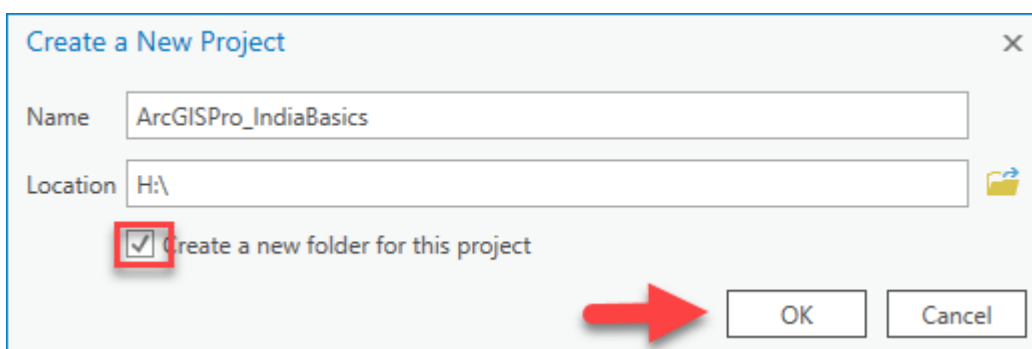 Create a New Project
Name ArcGISPro_IndiaBasics
Location H:\
Create a new folder for this project
OK Cancel